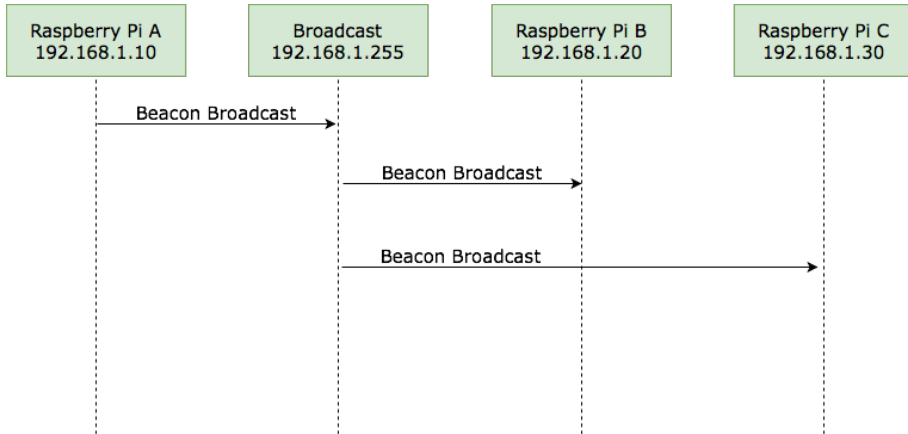 Raspberry Pi A
192.168.1.10
Broadcast
192.168.1.255
Raspberry Pi B
192.168.1.20
Raspberry Pi C
192.168.1.30
Beacon Broadcast
Beacon Broadcast
Beacon Broadcast